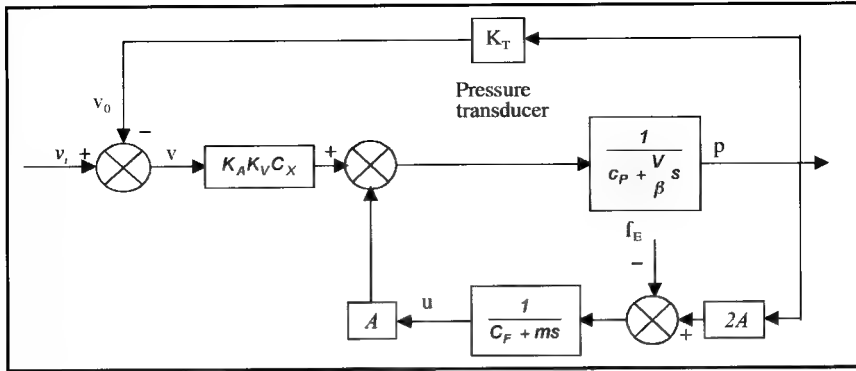 K_T
Pressure
transducer
v_0
−
v_i + v
K_A K_V C_X
+
1
c_P + V/β s
p
f_E
−
A
u
1
C_F + ms
+
2A